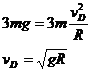 3mg = 3m v_D^2 / R
v_D = √gR